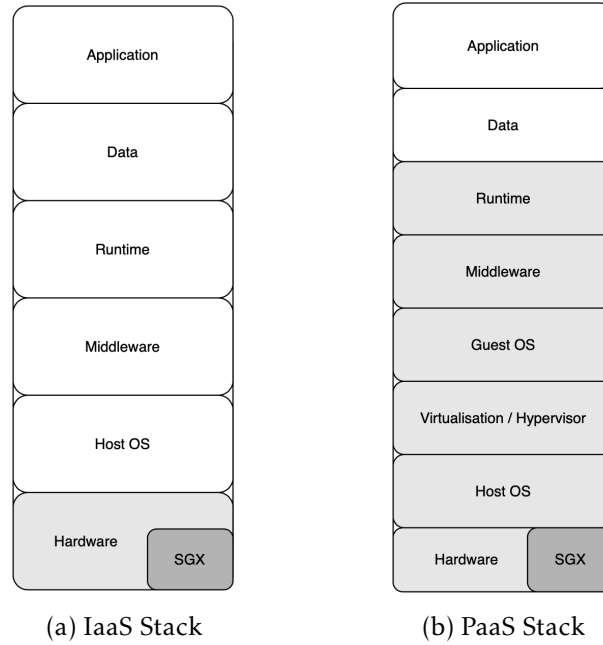 Application
Data
Runtime
Middleware
Host OS
Hardware
SGX
(a) IaaS Stack
Application
Data
Runtime
Middleware
Guest OS
Virtualisation / Hypervisor
Host OS
Hardware
SGX
(b) PaaS Stack